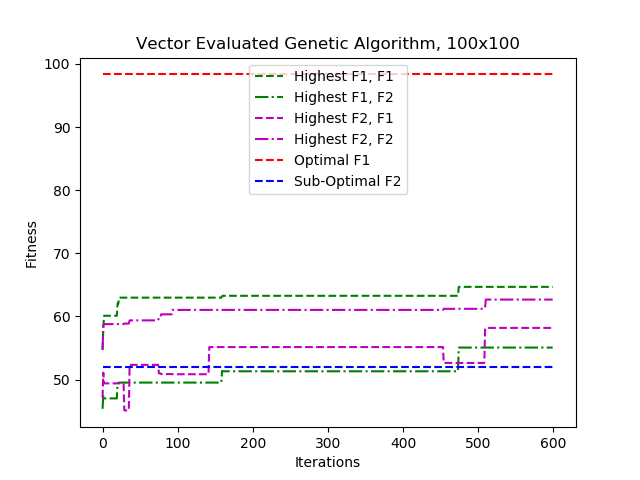 Vector Evaluated Genetic Algorithm, 100x100
100
90
80
70
60
50
Fitness
Highest F1, F1
Highest F1, F2
Highest F2, F1
Highest F2, F2
Optimal F1
Sub-Optimal F2
0 100 200 300 400 500 600
Iterations